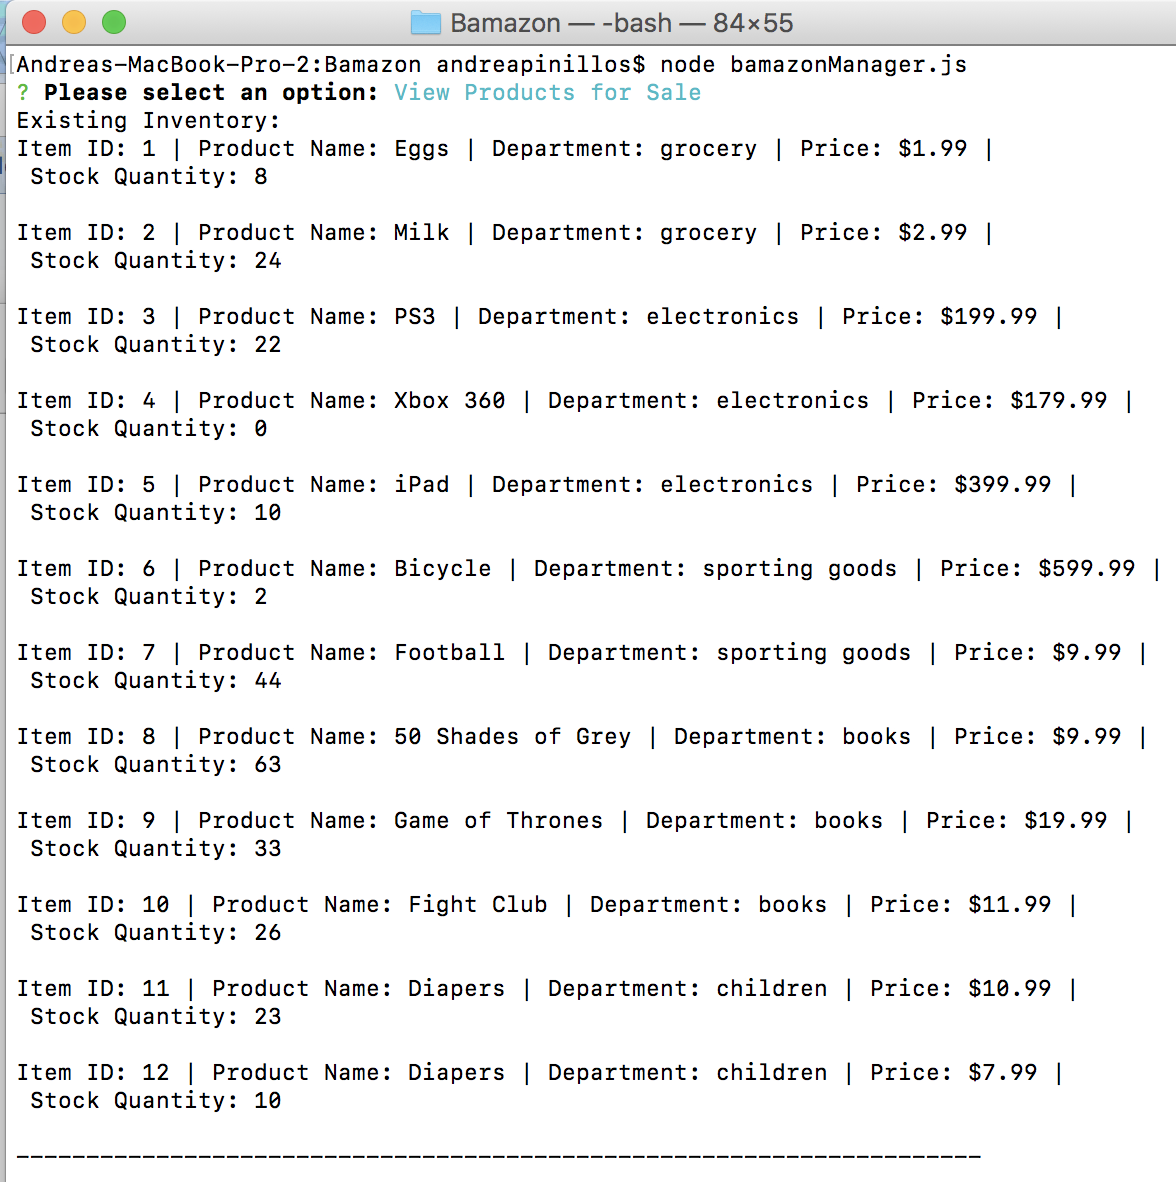 Bamazon — -bash — 84×55
[Andreas-MacBook-Pro-2:Bamazon andreapinillos$ node bamazonManager.js
? Please select an option: View Products for Sale
Existing Inventory:
Item ID: 1 | Product Name: Eggs | Department: grocery | Price: $1.99 |
 Stock Quantity: 8
Item ID: 2 | Product Name: Milk | Department: grocery | Price: $2.99 |
 Stock Quantity: 24
Item ID: 3 | Product Name: PS3 | Department: electronics | Price: $199.99 |
 Stock Quantity: 22
Item ID: 4 | Product Name: Xbox 360 | Department: electronics | Price: $179.99 |
 Stock Quantity: 0
Item ID: 5 | Product Name: iPad | Department: electronics | Price: $399.99 |
 Stock Quantity: 10
Item ID: 6 | Product Name: Bicycle | Department: sporting goods | Price: $599.99 |
 Stock Quantity: 2
Item ID: 7 | Product Name: Football | Department: sporting goods | Price: $9.99 |
 Stock Quantity: 44
Item ID: 8 | Product Name: 50 Shades of Grey | Department: books | Price: $9.99 |
 Stock Quantity: 63
Item ID: 9 | Product Name: Game of Thrones | Department: books | Price: $19.99 |
 Stock Quantity: 33
Item ID: 10 | Product Name: Fight Club | Department: books | Price: $11.99 |
 Stock Quantity: 26
Item ID: 11 | Product Name: Diapers | Department: children | Price: $10.99 |
 Stock Quantity: 23
Item ID: 12 | Product Name: Diapers | Department: children | Price: $7.99 |
 Stock Quantity: 10
---------------------------------------------------------------------